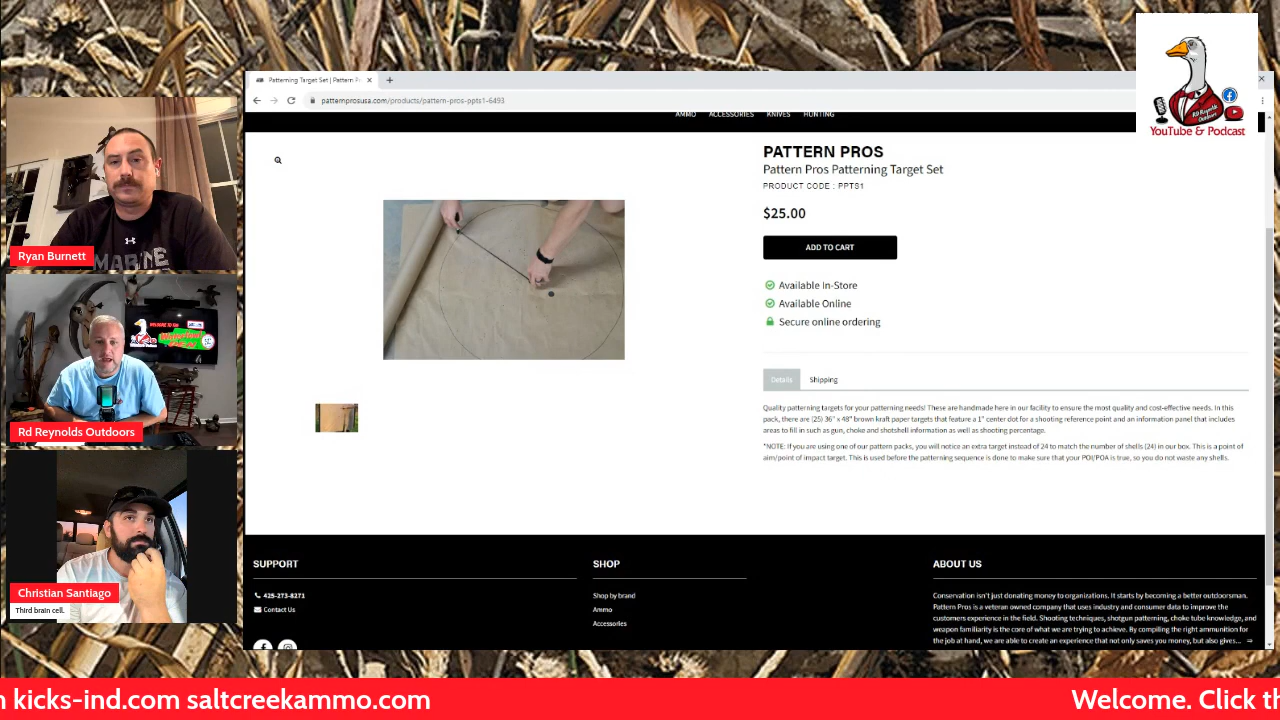 Patterning Target Set | Pattern Pr
patternprosusa.com/products/pattern-pros-ppts1-6493
AMMO ACCESSORIES KNIVES HUNTING
YouTube & Podcast
PATTERN PROS
Pattern Pros Patterning Target Set
PRODUCT CODE : PPTS1
$25.00
ADD TO CART
Available In-Store
Available Online
Secure online ordering
Details Shipping
Quality patterning targets for your patterning needs! These are handmade here in our facility to ensure the most quality and cost-effective needs. In this
pack, there are (25) 36" x 48" brown kraft paper targets that feature a 1" center dot for a shooting reference point and an information panel that includes
areas to fill in such as gun, choke and shotshell information as well as shooting percentage.
*NOTE: If you are using one of our pattern packs, you will notice an extra target instead of 24 to match the number of shells (24) in our box. This is a point of
aim/point of impact target. This is used before the patterning sequence is done to make sure that your POI/POA is true, so you do not waste any shells.
SUPPORT
425-273-8271
Contact Us
SHOP
Shop by brand
Ammo
Accessories
ABOUT US
Conservation isn't just donating money to organizations. It starts by becoming a better outdoorsman.
Pattern Pros is a veteran owned company that uses industry and consumer data to improve the
customers experience in the field. Shooting techniques, shotgun patterning, choke tube knowledge, and
weapon familiarity is the core of what we are trying to achieve. By compiling the right ammunition for
the job at hand, we are able to create an experience that not only saves you money, but also gives...
MARINE
Ryan Burnett
Rd Reynolds Outdoors
Christian Santiago
Third brain cell.
kicks-ind.com saltcreekammo.com
Welcome. Click th